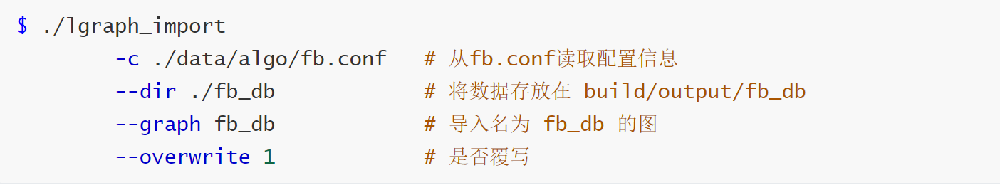 $ ./lgraph_import
-c ./data/algo/fb.conf   # 从fb.conf读取配置信息
--dir ./fb_db            # 将数据存放在 build/output/fb_db
--graph fb_db            # 导入名为 fb_db 的图
--overwrite 1            # 是否覆写